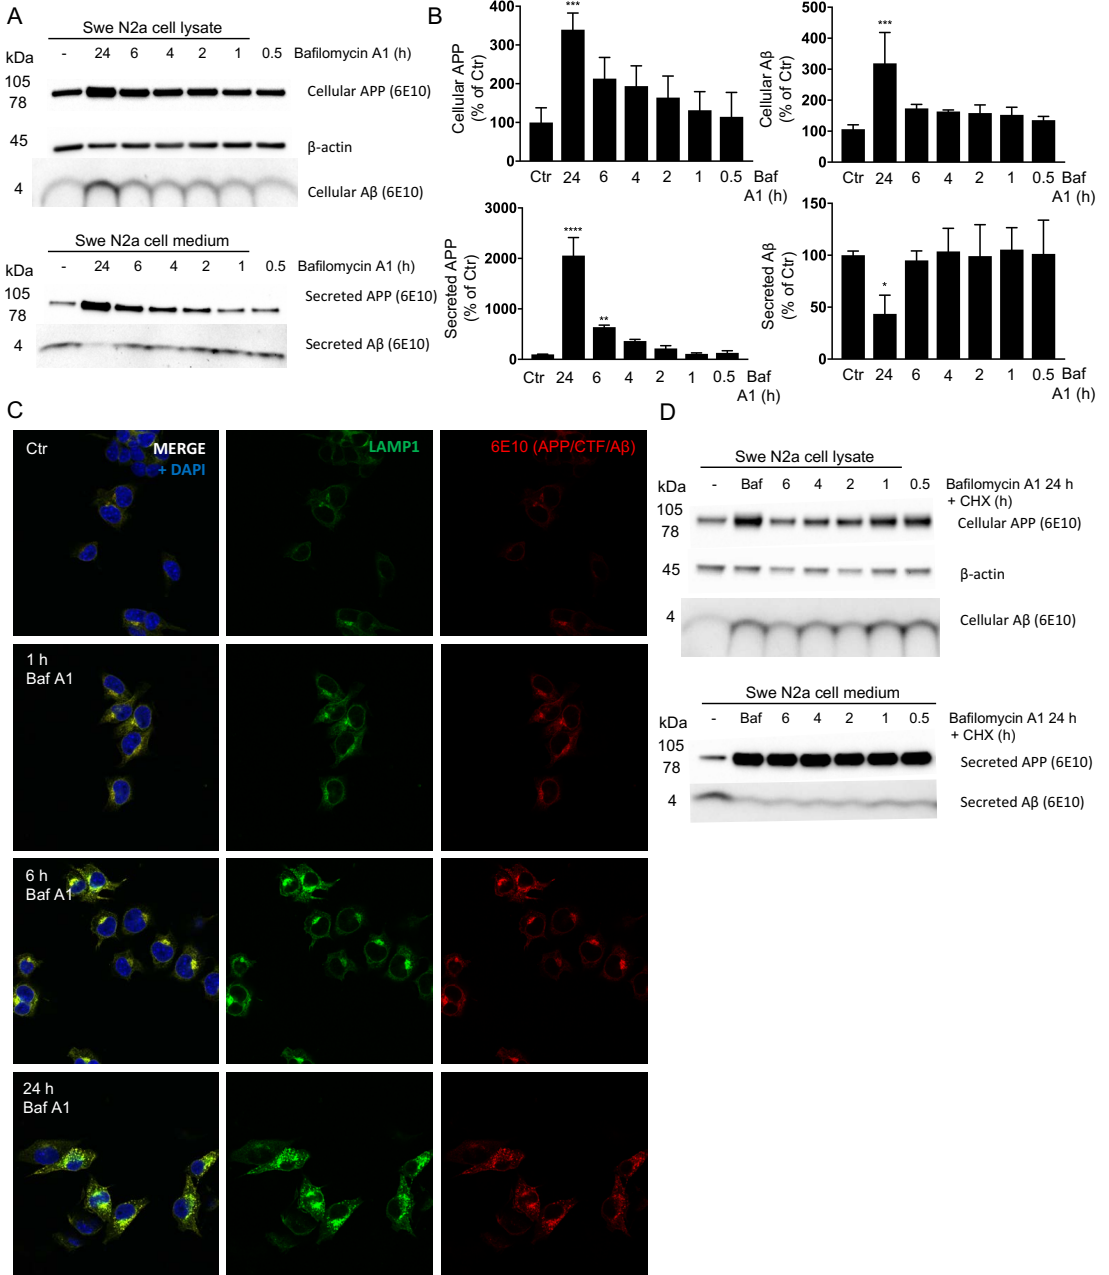 A
Swe N2a cell lysate
kDa
- 24 6 4 2 1 0.5 Bafilomycin A1 (h)
105
78
Cellular APP (6E10)
45
β-actin
4
Cellular Aβ (6E10)
Swe N2a cell medium
kDa
- 24 6 4 2 1 0.5 Bafilomycin A1 (h)
105
78
Secreted APP (6E10)
4
Secreted Aβ (6E10)
B
Cellular APP
(% of Ctr)
400
300
200
100
0
***
Ctr 24 6 4 2 1 0.5 Baf
A1 (h)
Cellular Aβ
(% of Ctr)
500
400
300
200
100
0
***
Ctr 24 6 4 2 1 0.5 Baf
A1 (h)
Secreted APP
(% of Ctr)
3000
2000
1000
0
****
**
Ctr 24 6 4 2 1 0.5 Baf
A1 (h)
Secreted Aβ
(% of Ctr)
150
100
50
0
*
Ctr 24 6 4 2 1 0.5 Baf
A1 (h)
C
Ctr
MERGE
+ DAPI
LAMP1
6E10 (APP/CTF/Aβ)
1 h
Baf A1
6 h
Baf A1
24 h
Baf A1
D
Swe N2a cell lysate
kDa
- Baf 6 4 2 1 0.5 Bafilomycin A1 24 h
+ CHX (h)
105
78
Cellular APP (6E10)
45
β-actin
4
Cellular Aβ (6E10)
Swe N2a cell medium
kDa
- Baf 6 4 2 1 0.5 Bafilomycin A1 24 h
+ CHX (h)
105
78
Secreted APP (6E10)
4
Secreted Aβ (6E10)